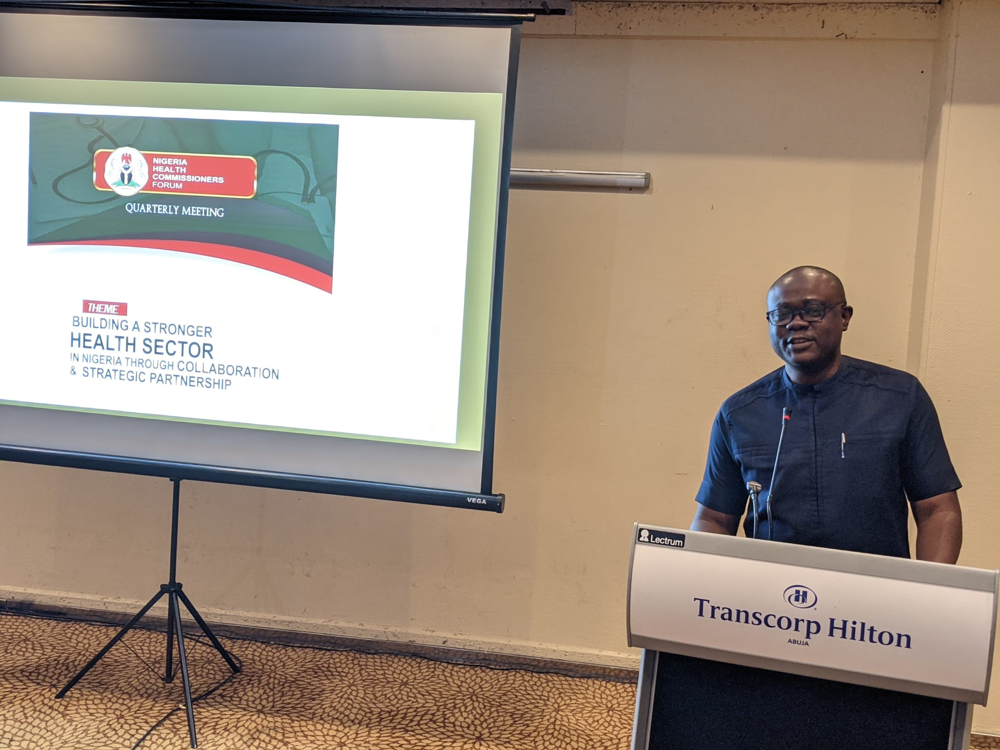 NIGERIA
HEALTH
COMMISSIONERS
FORUM
QUARTERLY MEETING
THEME
BUILDING A STRONGER
HEALTH SECTOR
IN NIGERIA THROUGH COLLABORATION
& STRATEGIC PARTNERSHIP
VEGA
Lectrum
H
Transcorp Hilton
ABUJA